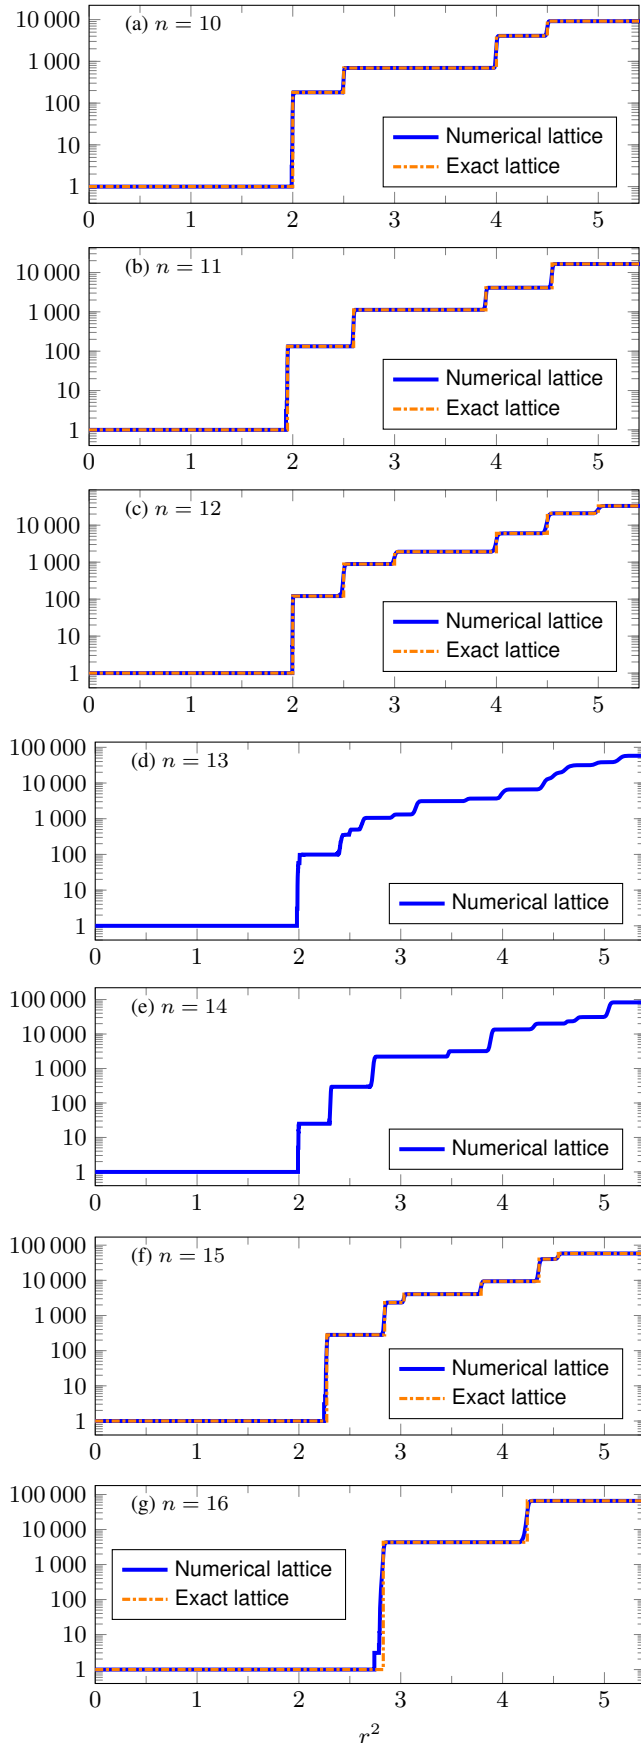 (a) n = 10
10 000
1 000
100
10
1
Numerical lattice
Exact lattice
0 1 2 3 4 5
(b) n = 11
10 000
1 000
100
10
1
Numerical lattice
Exact lattice
0 1 2 3 4 5
(c) n = 12
10 000
1 000
100
10
1
Numerical lattice
Exact lattice
0 1 2 3 4 5
(d) n = 13
100 000
10 000
1 000
100
10
1
Numerical lattice
0 1 2 3 4 5
(e) n = 14
100 000
10 000
1 000
100
10
1
Numerical lattice
0 1 2 3 4 5
(f) n = 15
100 000
10 000
1 000
100
10
1
Numerical lattice
Exact lattice
0 1 2 3 4 5
(g) n = 16
100 000
10 000
1 000
100
10
1
Numerical lattice
Exact lattice
0 1 2 3 4 5
r²